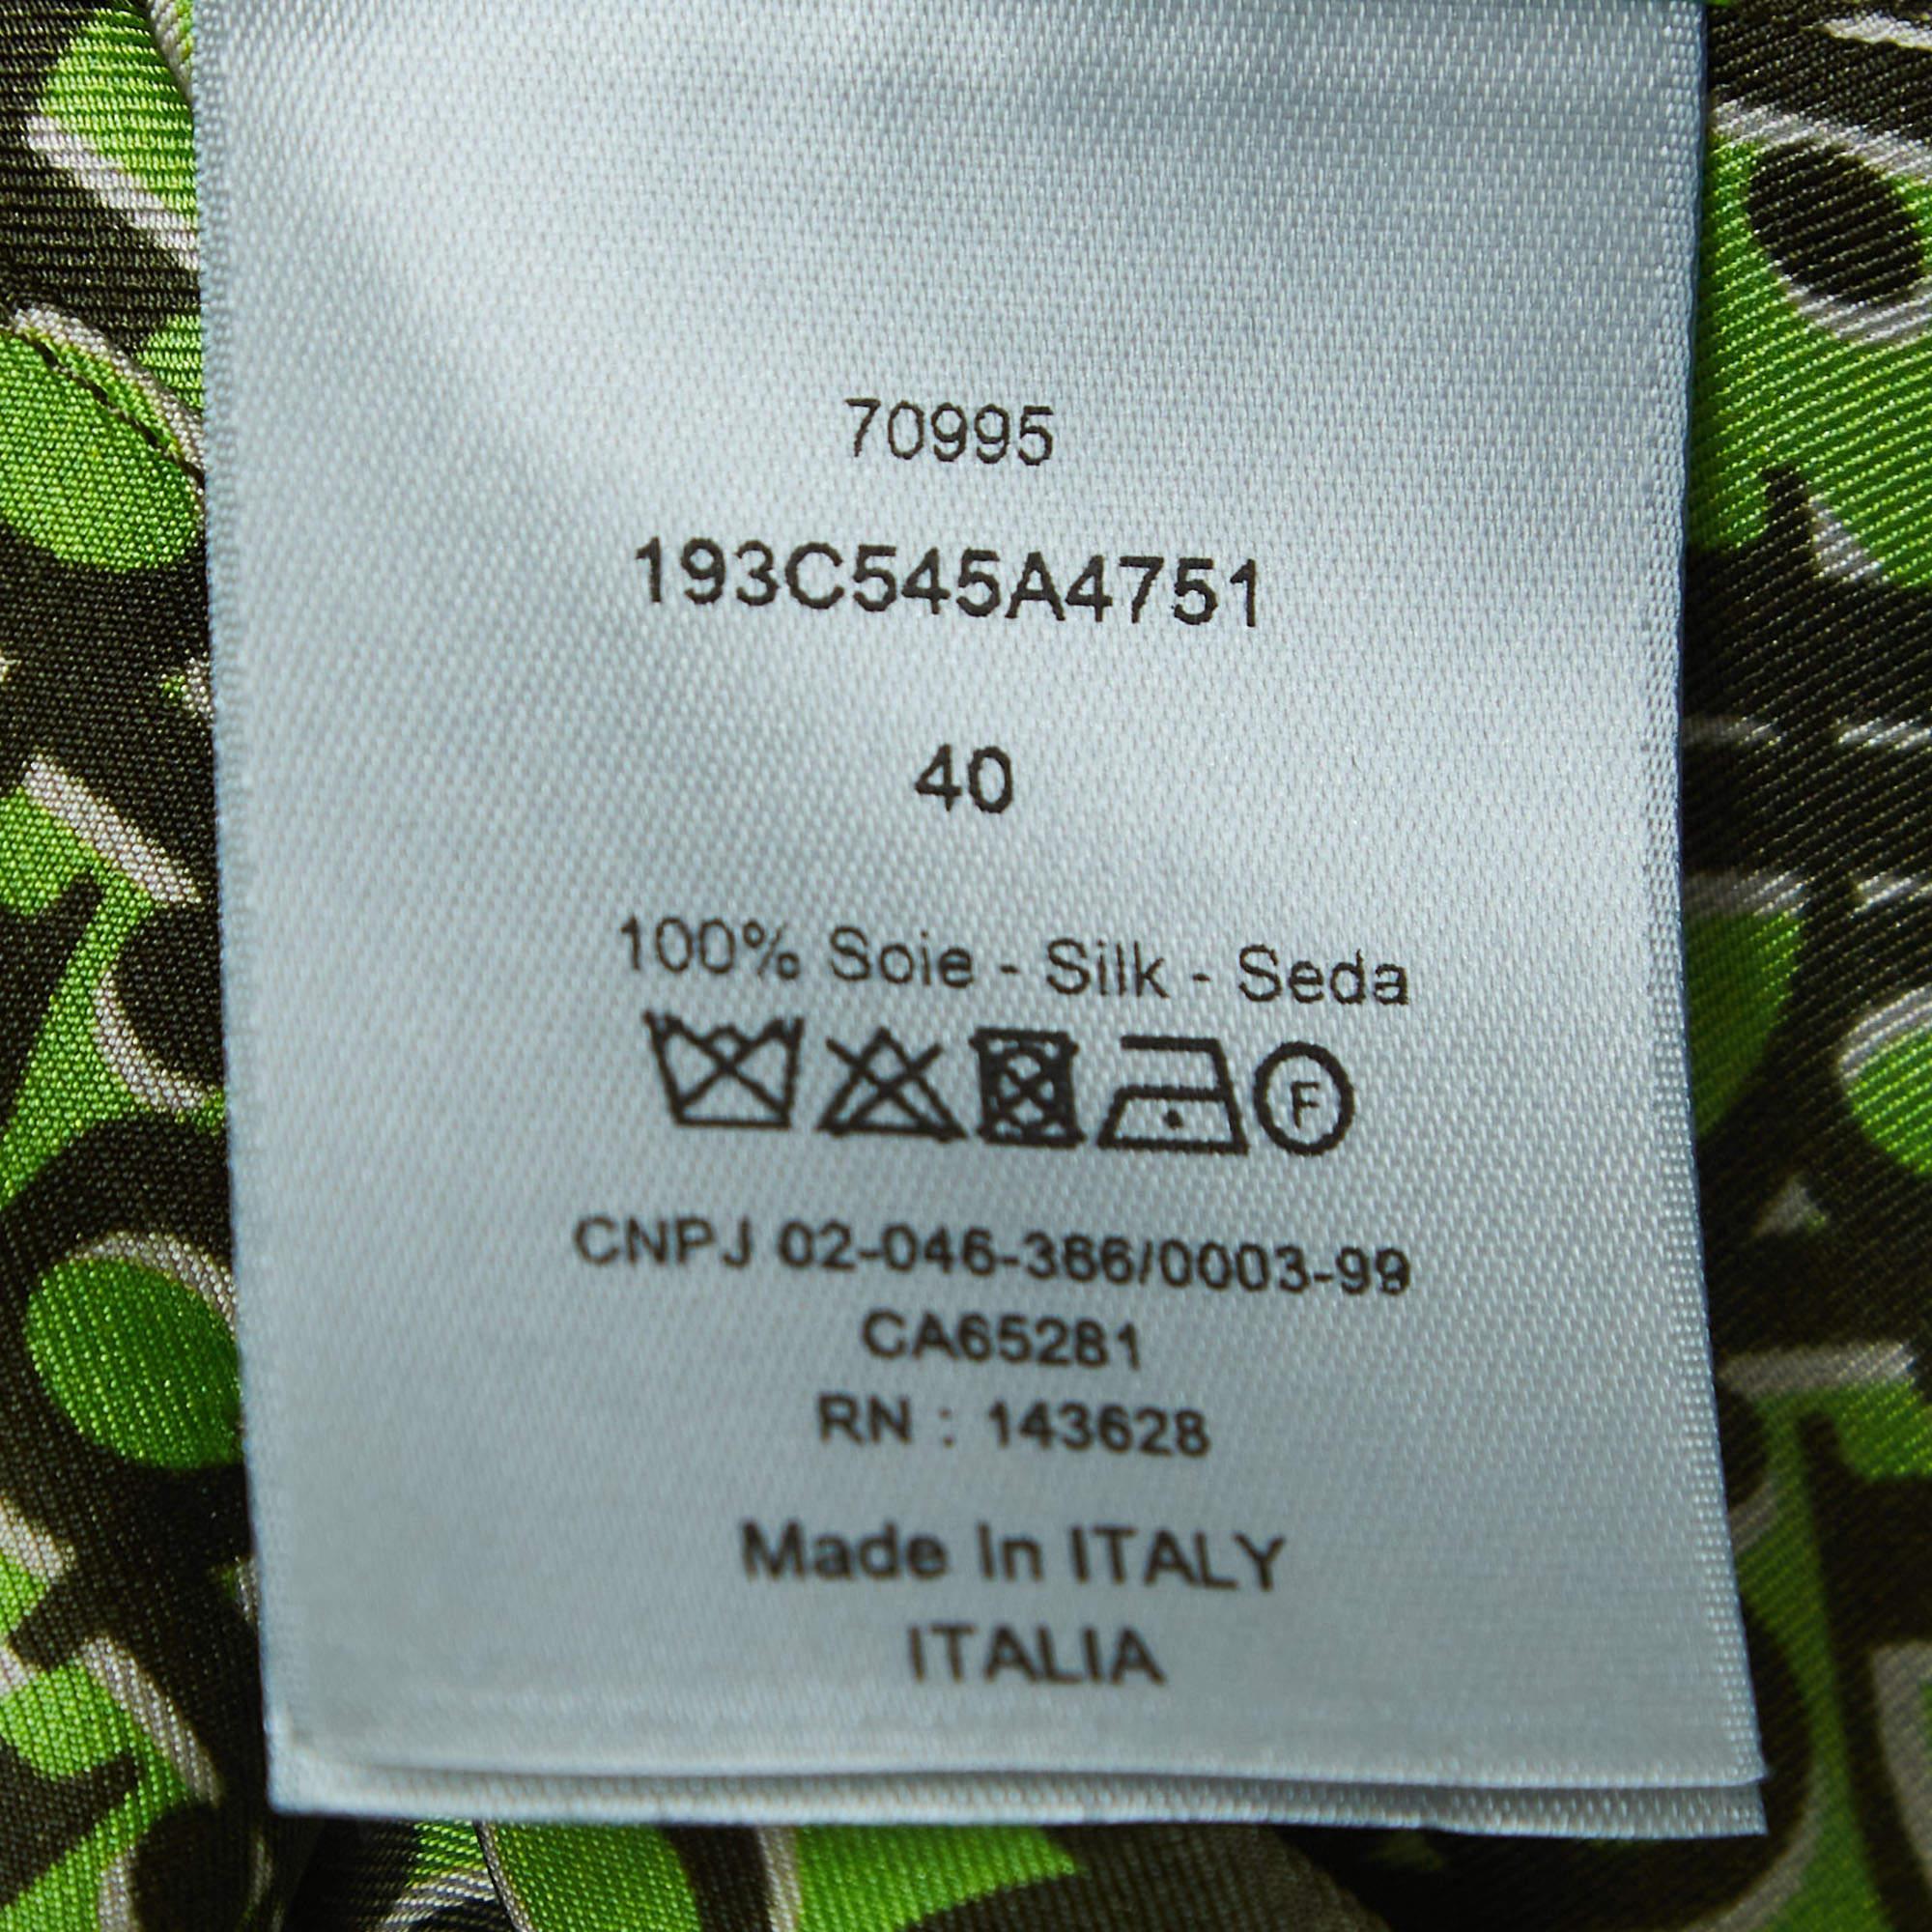 70995
193C545A4751
40
100% Soie - Silk - Seda
F
CNPJ 02-046-366/0003-99
CA65281
RN : 143628
Made In ITALY
ITALIA